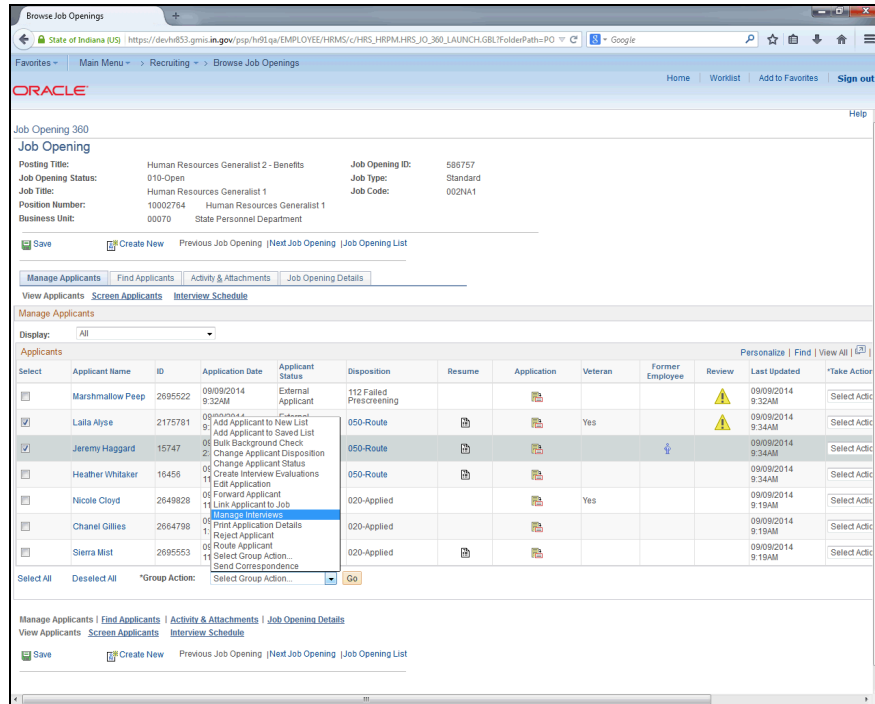 Browse Job Openings
+
State of Indiana (US) https://devhr853.gmis.in.gov/psp/hr91qa/EMPLOYEE/HRMS/c/HRS_HRPM.HRS_JO_360_LAUNCH.GBL?FolderPath=PO Google
Favorites Main Menu > Recruiting > Browse Job Openings
Home Worklist Add to Favorites Sign out
ORACLE
Help
Job Opening 360
Job Opening
Posting Title: Human Resources Generalist 2 - Benefits Job Opening ID: 586757
Job Opening Status: 010-Open Job Type: Standard
Job Title: Human Resources Generalist 1 Job Code: 002NA1
Position Number: 10002764 Human Resources Generalist 1
Business Unit: 00070 State Personnel Department
Save Create New Previous Job Opening |Next Job Opening |Job Opening List
Manage Applicants Find Applicants Activity & Attachments Job Opening Details
View Applicants Screen Applicants Interview Schedule
Manage Applicants
Display: All
Applicants Personalize | Find | View All |
Select Applicant Name ID Application Date Applicant Status Disposition Resume Application Veteran Former Employee Review Last Updated *Take Action
Marshmallow Peep 2695522 09/09/2014 9:32AM External Applicant 112 Failed Prescreening 09/09/2014 9:32AM Select Actic
Laila Alyse 2175781 050-Route Yes 09/09/2014 9:34AM Select Actic
Jeremy Haggard 15747 050-Route 09/09/2014 9:34AM Select Actic
Heather Whitaker 16456 050-Route 09/09/2014 9:34AM Select Actic
Nicole Cloyd 2649828 020-Applied Yes 09/09/2014 9:19AM Select Actic
Chanel Gillies 2664798 020-Applied 09/09/2014 9:19AM Select Actic
Sierra Mist 2695553 020-Applied 09/09/2014 9:19AM Select Actic
Add Applicant to New List
Add Applicant to Saved List
Bulk Background Check
Change Applicant Disposition
Change Applicant Status
Create Interview Evaluations
Edit Application
Forward Applicant
Link Applicant to Job
Manage Interviews
Print Application Details
Reject Applicant
Route Applicant
Select Group Action...
Send Correspondence
Select All Deselect All *Group Action: Select Group Action... Go
Manage Applicants | Find Applicants | Activity & Attachments | Job Opening Details
View Applicants Screen Applicants Interview Schedule
Save Create New Previous Job Opening |Next Job Opening |Job Opening List